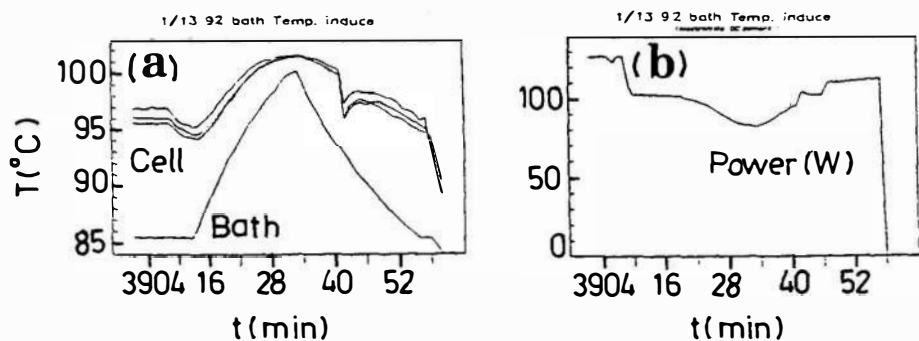 1/13 92 bath Temp. induce
(a)
100
95
90
85
T(°C)
Cell
Bath
3904 16 28 40 52
t(min)
1/13 92 bath Temp. induce
(b)
100
50
0
Power(W)
3904 16 28 40 52
t(min)